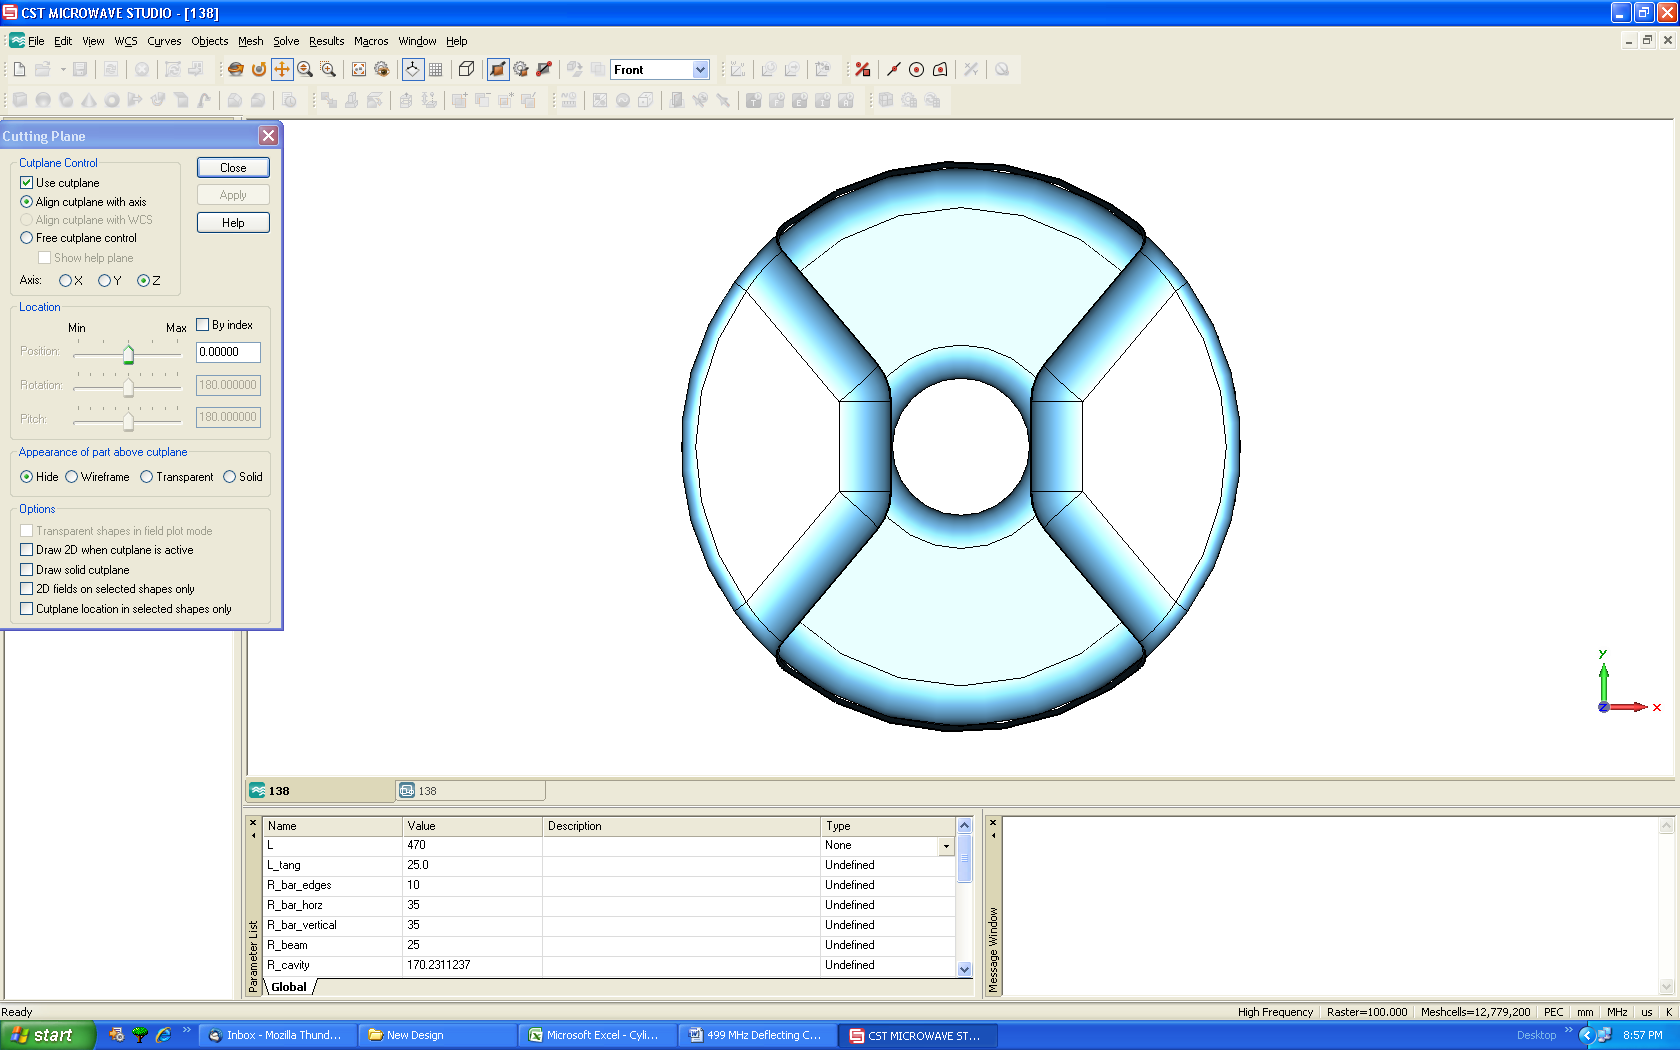 CST MICROWAVE STUDIO - [138]
File Edit View WCS Curves Objects Mesh Solve Results Macros Window Help
Front
Cutting Plane
Cutplane Control
Close
Use cutplane
Align cutplane with axis
Apply
Align cutplane with WCS
Help
Free cutplane control
Show help plane
Axis: X Y Z
Location
Min Max By index
Position: 0.00000
Rotation: 180.000000
Pitch: 180.000000
Appearance of part above cutplane
Hide Wireframe Transparent Solid
Options
Transparent shapes in field plot mode
Draw 2D when cutplane is active
Draw solid cutplane
2D fields on selected shapes only
Cutplane location in selected shapes only
y
z x
138 138
Name Value Description Type
L 470 None
L_tang 25.0 Undefined
R_bar_edges 10 Undefined
R_bar_horz 35 Undefined
R_bar_vertical 35 Undefined
R_beam 25 Undefined
R_cavity 170.2311237 Undefined
Global
Parameter List
Message Window
Ready High Frequency Raster=100.000 Meshcells=12,779,200 PEC mm MHz us K
start Inbox - Mozilla Thund... New Design Microsoft Excel - Cyli... 499 MHz Deflecting C... CST MICROWAVE ST... Desktop 8:57 PM